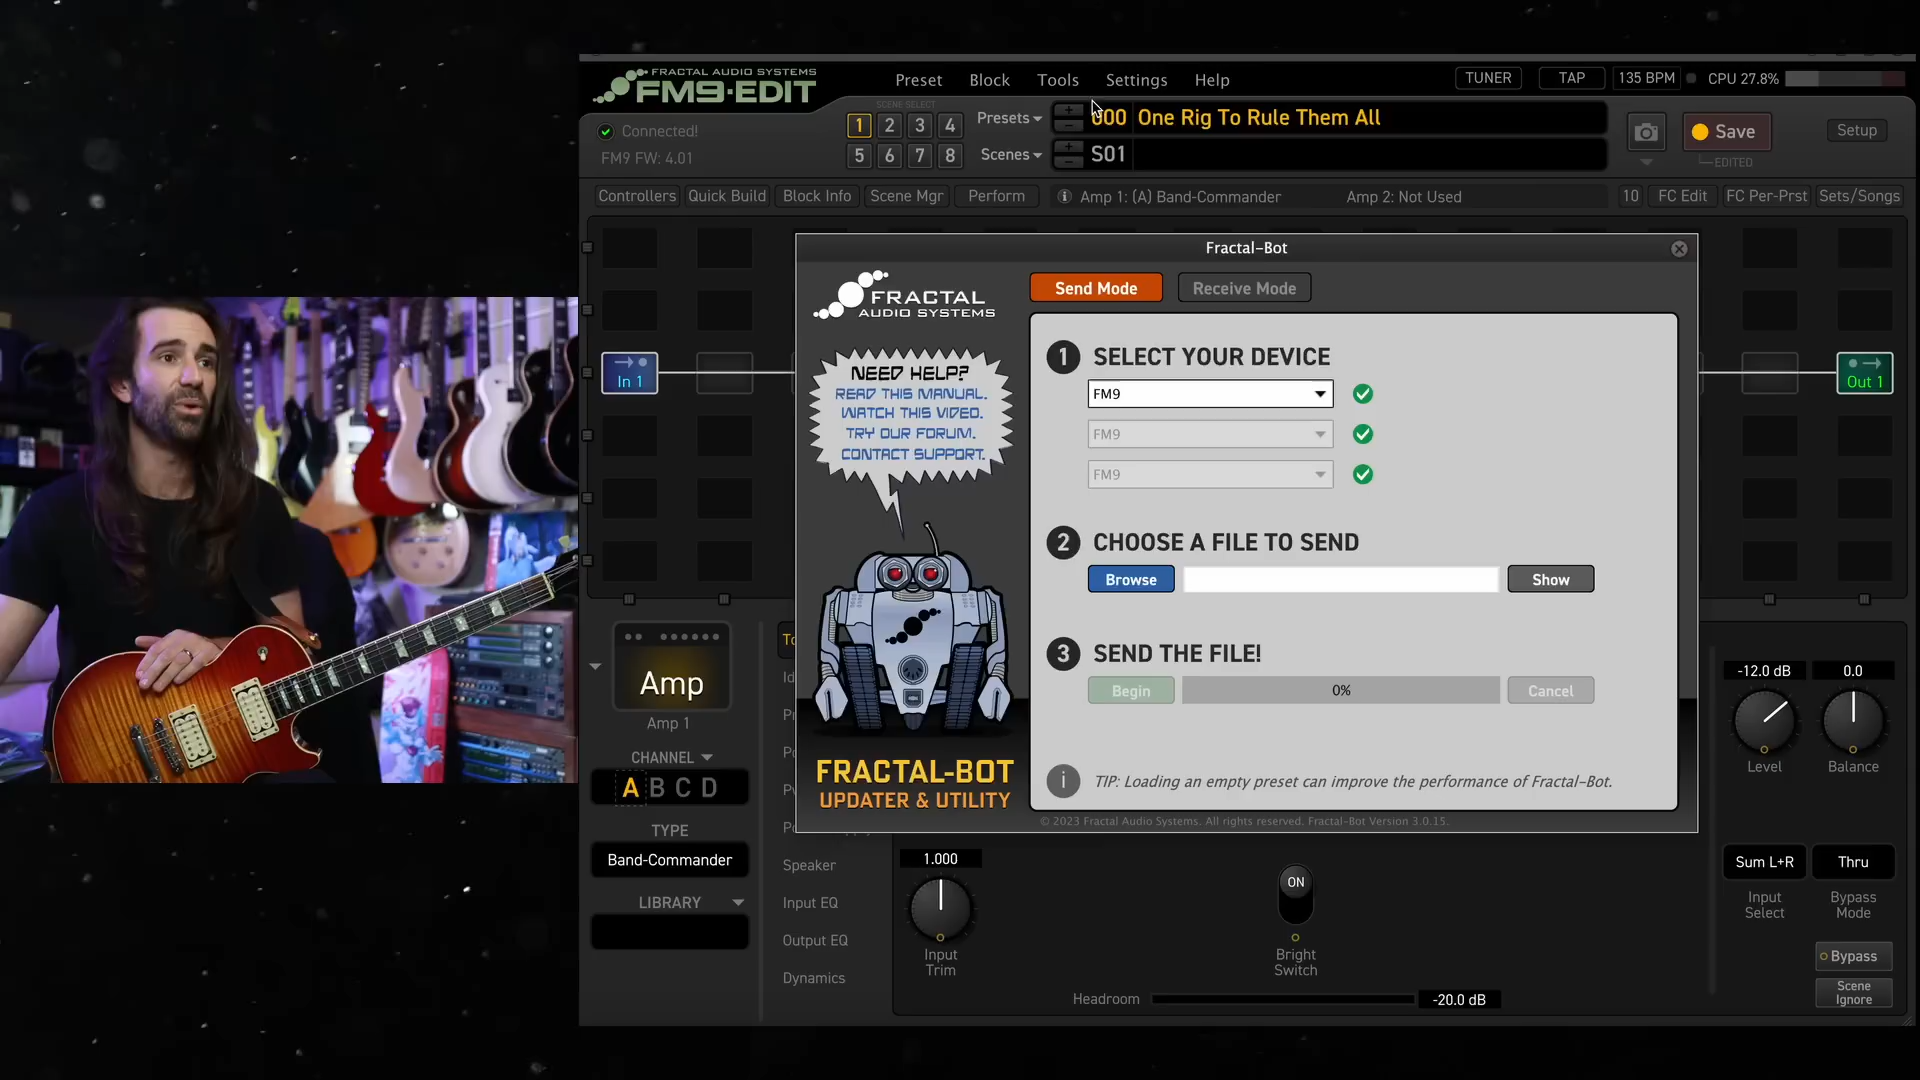 FRACTAL AUDIO SYSTEMS
FM9-EDIT
Preset Block Tools Settings Help
TUNER TAP 135 BPM CPU 27.8%
Connected!
FM9 FW: 4.01
SCENE SELECT
1 2 3 4
5 6 7 8
Presets 000 One Rig To Rule Them All
Scenes S01
Save
EDITED
Setup
Controllers Quick Build Block Info Scene Mgr Perform
Amp 1: (A) Band-Commander Amp 2: Not Used
10 FC Edit FC Per-Prst Sets/Songs
In 1
Out 1
Fractal-Bot
FRACTAL
AUDIO SYSTEMS
NEED HELP?
READ THIS MANUAL.
WATCH THIS VIDEO.
TRY OUR FORUM.
CONTACT SUPPORT.
FRACTAL-BOT
UPDATER & UTILITY
Send Mode Receive Mode
1 SELECT YOUR DEVICE
FM9
FM9
FM9
2 CHOOSE A FILE TO SEND
Browse Show
3 SEND THE FILE!
Begin 0% Cancel
i TIP: Loading an empty preset can improve the performance of Fractal-Bot.
© 2023 Fractal Audio Systems. All rights reserved. Fractal-Bot Version 3.0.15.
Amp
Amp 1
CHANNEL
A B C D
TYPE
Band-Commander
LIBRARY
Speaker
Input EQ
Output EQ
Dynamics
1.000
Input
Trim
ON
Bright
Switch
Headroom -20.0 dB
-12.0 dB 0.0
Level Balance
Sum L+R Thru
Input
Select
Bypass
Mode
Bypass
Scene
Ignore